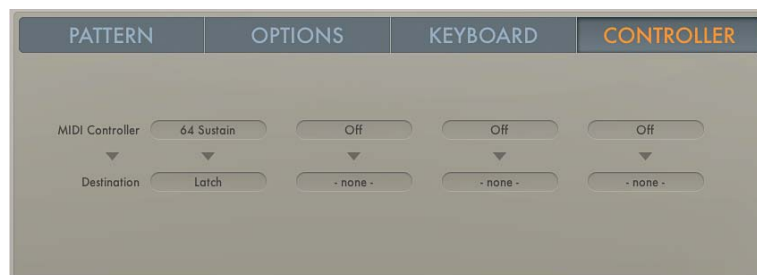 PATTERN OPTIONS KEYBOARD CONTROLLER
MIDI Controller 64 Sustain Off Off Off
Destination Latch - none - - none - - none -